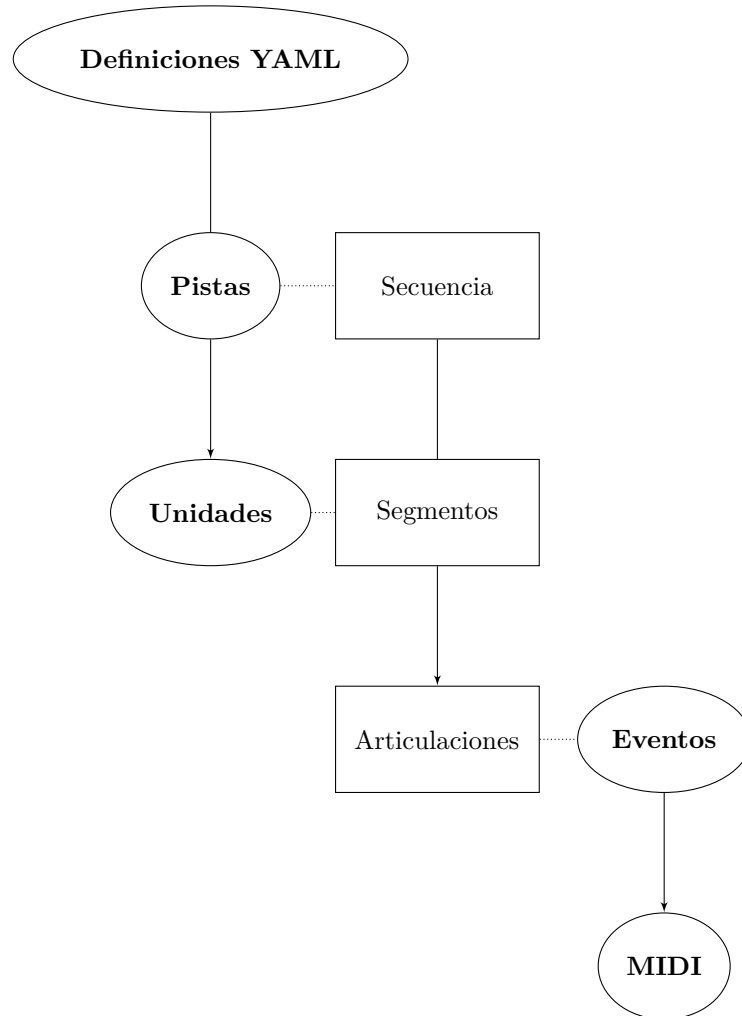 Definiciones YAML
Pistas
Secuencia
Unidades
Segmentos
Articulaciones
Eventos
MIDI